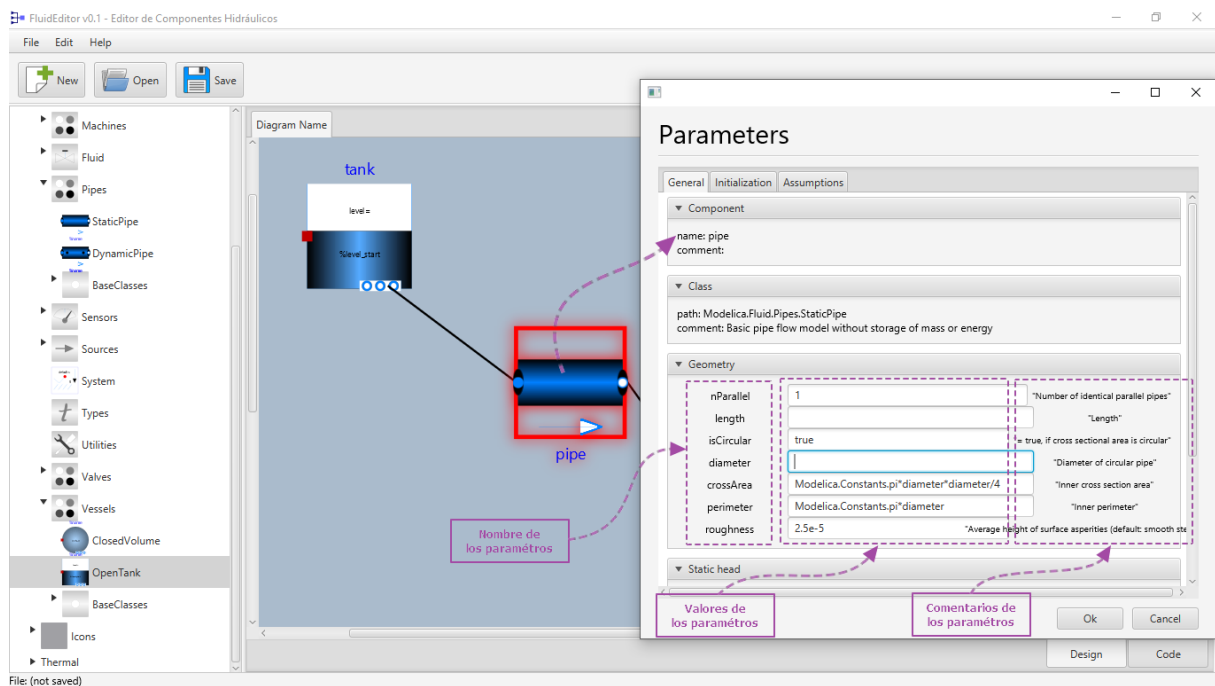 FluidEditor v0.1 - Editor de Componentes Hidráulicos
File Edit Help
New Open Save
Machines
Fluid
Pipes
StaticPipe
DynamicPipe
BaseClasses
Sensors
Sources
System
Types
Utilities
Valves
Vessels
ClosedVolume
OpenTank
BaseClasses
Icons
Thermal
File: (not saved)
Diagram Name
tank
level =
%level_start
pipe
Nombre de
los paramétros
Parameters
General Initialization Assumptions
Component
name: pipe
comment:
Class
path: Modelica.Fluid.Pipes.StaticPipe
comment: Basic pipe flow model without storage of mass or energy
Geometry
nParallel 1 "Number of identical parallel pipes"
length "Length"
isCircular true "= true, if cross sectional area is circular"
diameter "Diameter of circular pipe"
crossArea Modelica.Constants.pi*diameter*diameter/4 "Inner cross section area"
perimeter Modelica.Constants.pi*diameter "Inner perimeter"
roughness 2.5e-5 "Average height of surface asperities (default: smooth ste
Static head
Valores de
los paramétros
Comentarios de
los paramétros
Ok Cancel
Design Code